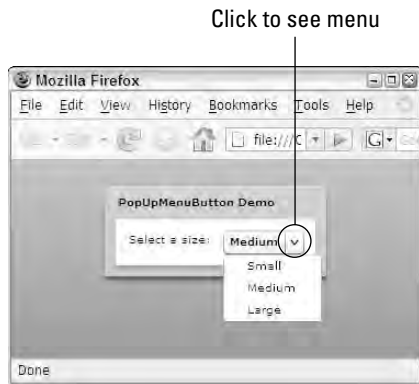 Click to see menu
Mozilla Firefox
File Edit View History Bookmarks Tools Help
file:///C G
PopUpMenuButton Demo
Select a size: Medium
Small
Medium
Large
Done